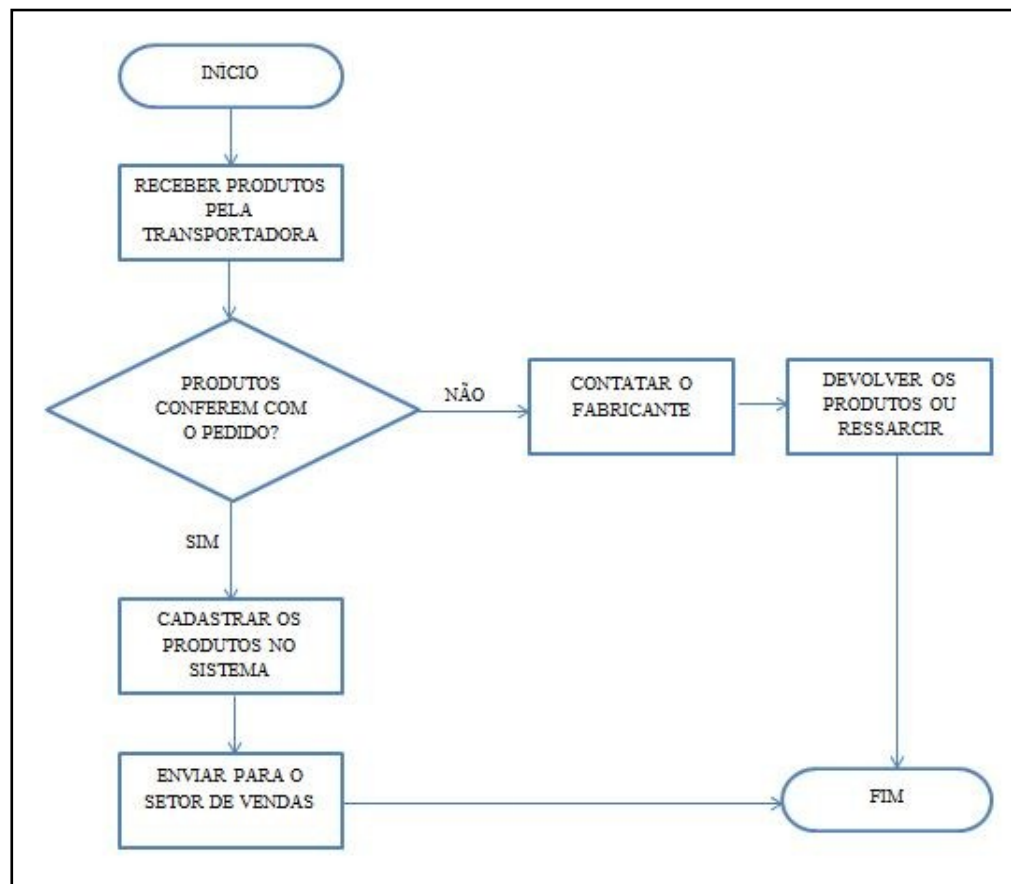 INÍCIO
RECEBER PRODUTOS
PELA
TRANSPORTADORA
PRODUTOS
CONFEREM COM
O PEDIDO?
NÃO
CONTATAR O
FABRICANTE
DEVOLVER OS
PRODUTOS OU
RESSARCIR
SIM
CADASTRAR OS
PRODUTOS NO
SISTEMA
ENVIAR PARA O
SETOR DE VENDAS
FIM